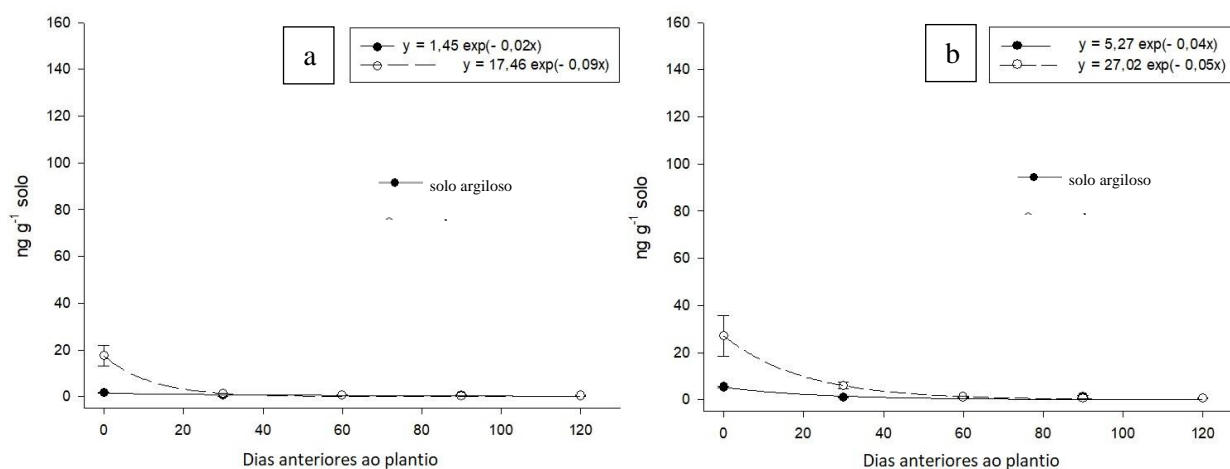 a
y = 1,45 exp(- 0,02x)
y = 17,46 exp(- 0,09x)
solo argiloso
ng g⁻¹ solo
160
140
120
100
80
60
40
20
0
0 20 40 60 80 100 120
Dias anteriores ao plantio
b
y = 5,27 exp(- 0,04x)
y = 27,02 exp(- 0,05x)
solo argiloso
ng g⁻¹ solo
160
140
120
100
80
60
40
20
0
0 20 40 60 80 100 120
Dias anteriores ao plantio